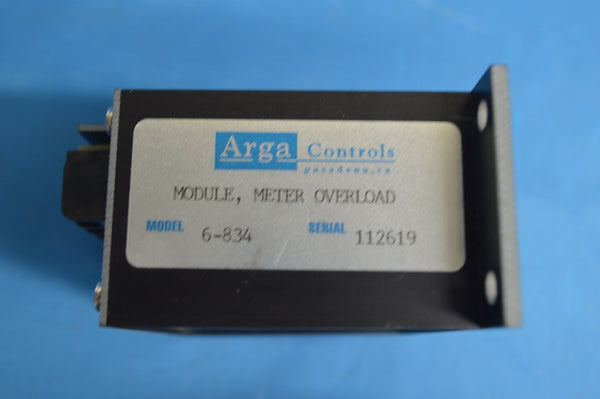 Arga Controls
pasadena, ca
MODULE, METER OVERLOAD
MODEL 6-834 SERIAL 112619